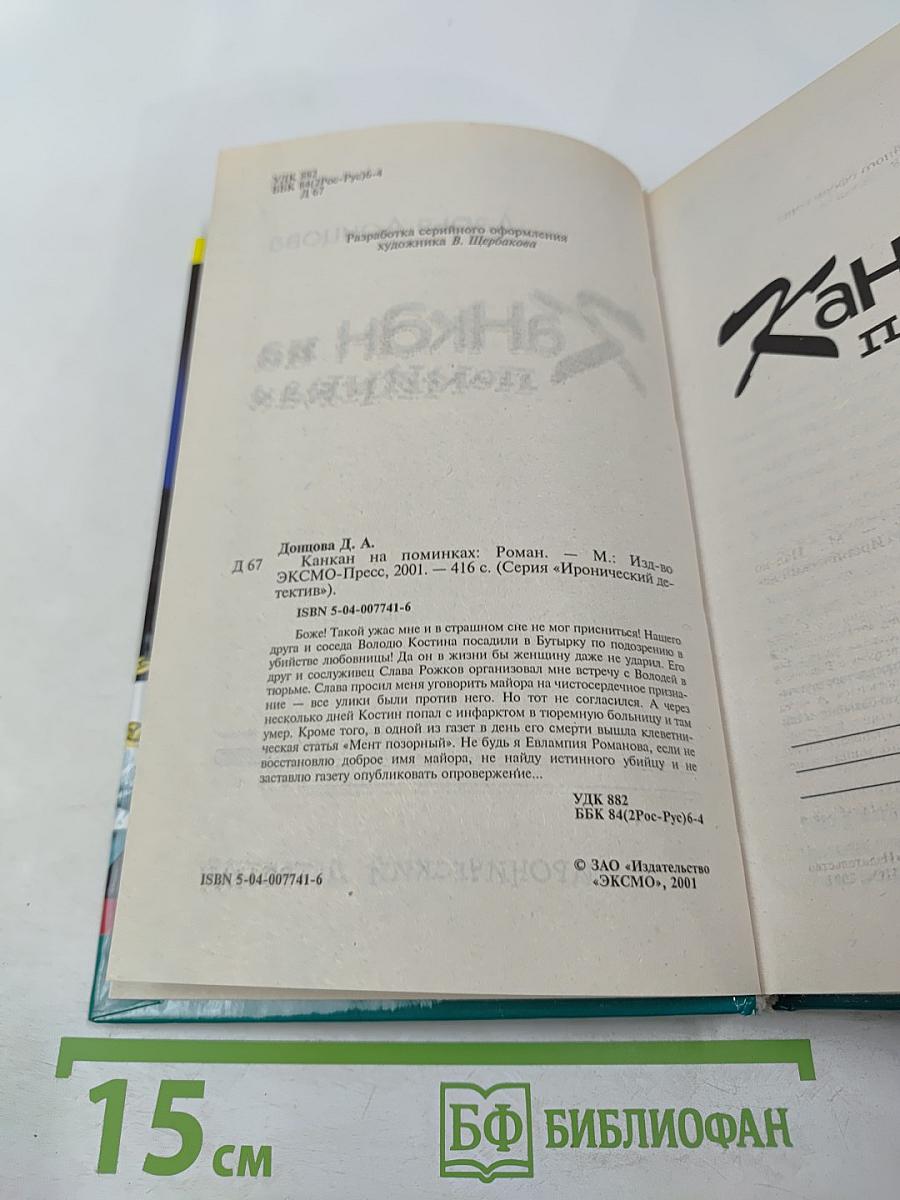 УДК 882
ББК 84(2Рос-Рус)6-4
Д 67
Разработка серийного оформления
художника В. Щербакова
Донцова Д. А.
Д 67 Канкан на поминках: Роман. — М.: Изд-во
ЭКСМО-Пресс, 2001. — 416 с. (Серия «Иронический де-
тектив»).
ISBN 5-04-007741-6
Боже! Такой ужас мне и в страшном сне не мог присниться! Нашего
друга и соседа Володю Костина посадили в Бутырку по подозрению в
убийстве любовницы! Да он в жизни бы женщину даже не ударил. Его
друг и сослуживец Слава Рожков организовал мне встречу с Володей в
тюрьме. Слава просил меня уговорить майора на чистосердечное призна-
ние — все улики были против него. Но тот не согласился. А через
несколько дней Костин попал с инфарктом в тюремную больницу и там
умер. Кроме того, в одной из газет в день его смерти вышла клеветни-
ческая статья «Мент позорный». Не будь я Евлампия Романова, если не
восстановлю доброе имя майора, не найду истинного убийцу и не
заставлю газету опубликовать опровержение...
УДК 882
ББК 84(2Рос-Рус)6-4
© ЗАО «Издательство
«ЭКСМО», 2001
ISBN 5-04-007741-6
Кан
п
15 см
БФ БИБЛИОФАН